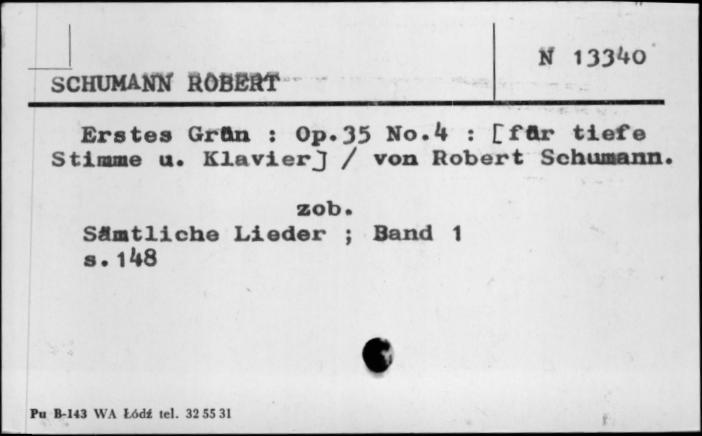 N 13340
SCHUMANN ROBERT
Erstes Grün : Op.35 No.4 : [für tiefe
Stimme u. Klavier] / von Robert Schumann.
zob.
Sämtliche Lieder ; Band 1
s.148
Pu B-143 WA Łódź tel. 32 55 31